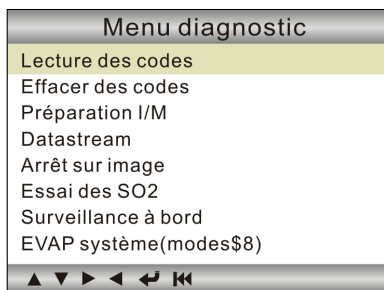 Menu diagnostic
Lecture des codes
Effacer des codes
Préparation I/M
Datastream
Arrêt sur image
Essai des SO2
Surveillance à bord
EVAP système(modes$8)